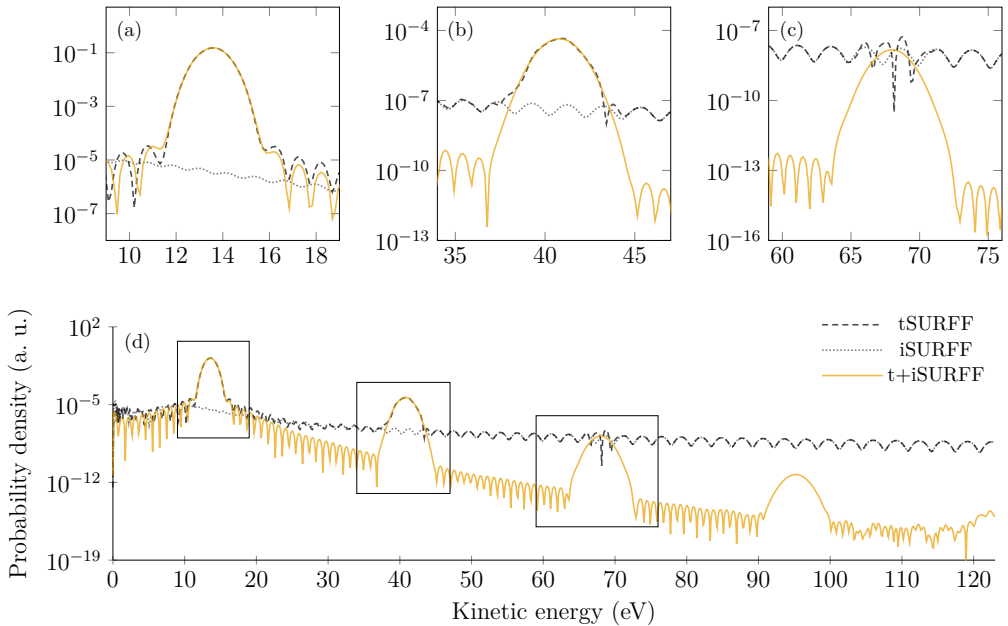 (a)
10^{-1}
10^{-3}
10^{-5}
10^{-7}
10 12 14 16 18
(b)
10^{-4}
10^{-7}
10^{-10}
10^{-13}
35 40 45
(c)
10^{-7}
10^{-10}
10^{-13}
10^{-16}
60 65 70 75
Probability density (a. u.)
(d)
10^{2}
10^{-5}
10^{-12}
10^{-19}
tSURFF
iSURFF
t+iSURFF
0 10 20 30 40 50 60 70 80 90 100 110 120
Kinetic energy (eV)